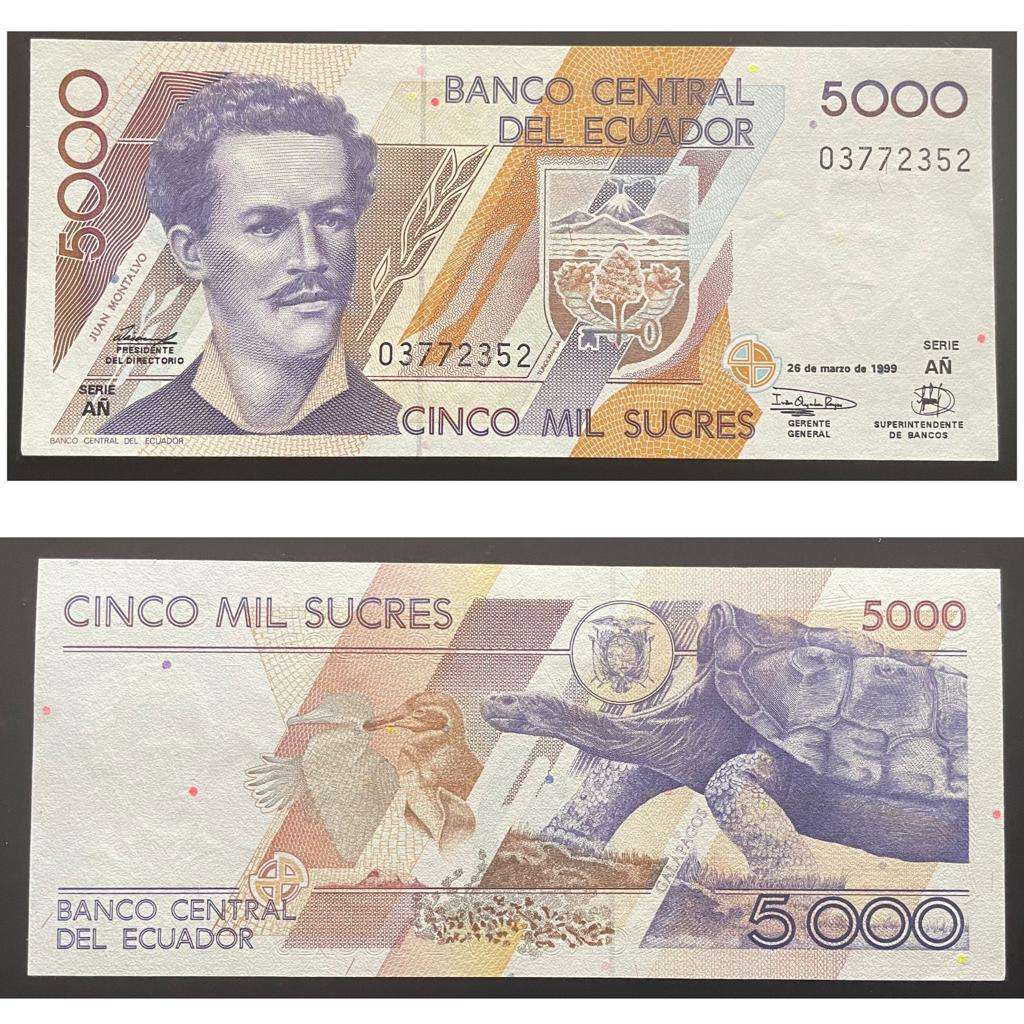 5000
BANCO CENTRAL
DEL ECUADOR
5000
03772352
JUAN MONTALVO
PRESIDENTE
DEL DIRECTORIO
SERIE
AÑ
03772352
SERIE
AÑ
26 de marzo de 1999
CINCO MIL SUCRES
GERENTE
GENERAL
SUPERINTENDENTE
DE BANCOS
BANCO CENTRAL DEL ECUADOR
CINCO MIL SUCRES
5000
GALAPAGOS
BANCO CENTRAL
DEL ECUADOR
5000